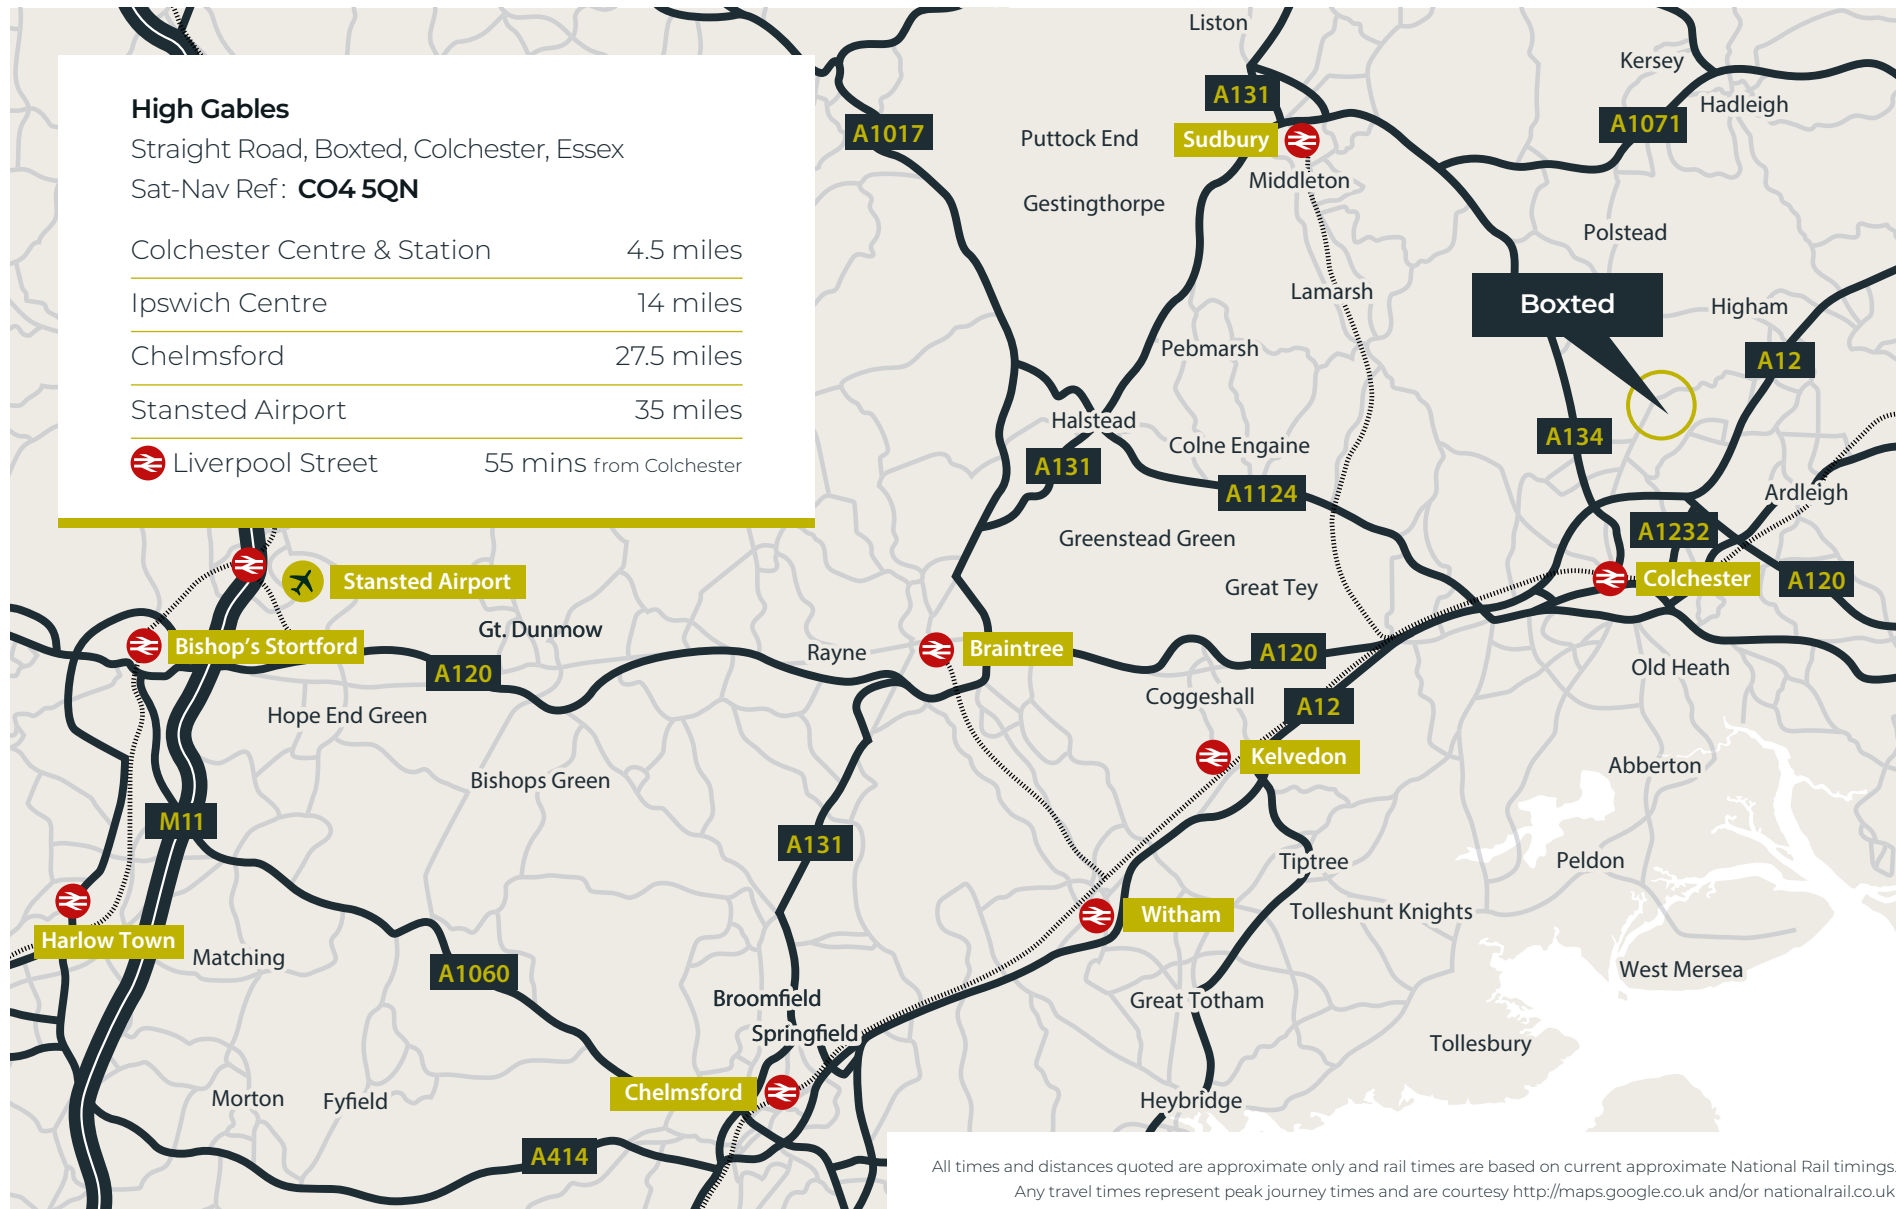 High Gables
Straight Road, Boxted, Colchester, Essex
Sat-Nav Ref: CO4 5QN
Colchester Centre & Station 4.5 miles
Ipswich Centre 14 miles
Chelmsford 27.5 miles
Stansted Airport 35 miles
Liverpool Street 55 mins from Colchester
Liston
Kersey
A131
Hadleigh
A1017
A1071
Puttock End
Sudbury
Middleton
Gestingthorpe
Polstead
Lamarsh
Boxted
Higham
Pebmarsh
A12
Halstead
A134
Colne Engaine
A131
A1124
Ardleigh
A1232
Greenstead Green
Stansted Airport
Great Tey
Colchester
A120
Gt. Dunmow
Bishop's Stortford
Rayne
Braintree
A120
A120
Old Heath
Coggeshall
A12
Hope End Green
Kelvedon
Abberton
Bishops Green
M11
A131
Tiptree
Peldon
Witham
Tolleshunt Knights
Harlow Town
Matching
A1060
West Mersea
Broomfield
Great Totham
Springfield
Tollesbury
Chelmsford
Morton
Fyfield
Heybridge
A414
All times and distances quoted are approximate only and rail times are based on current approximate National Rail timings.
Any travel times represent peak journey times and are courtesy http://maps.google.co.uk and/or nationalrail.co.uk